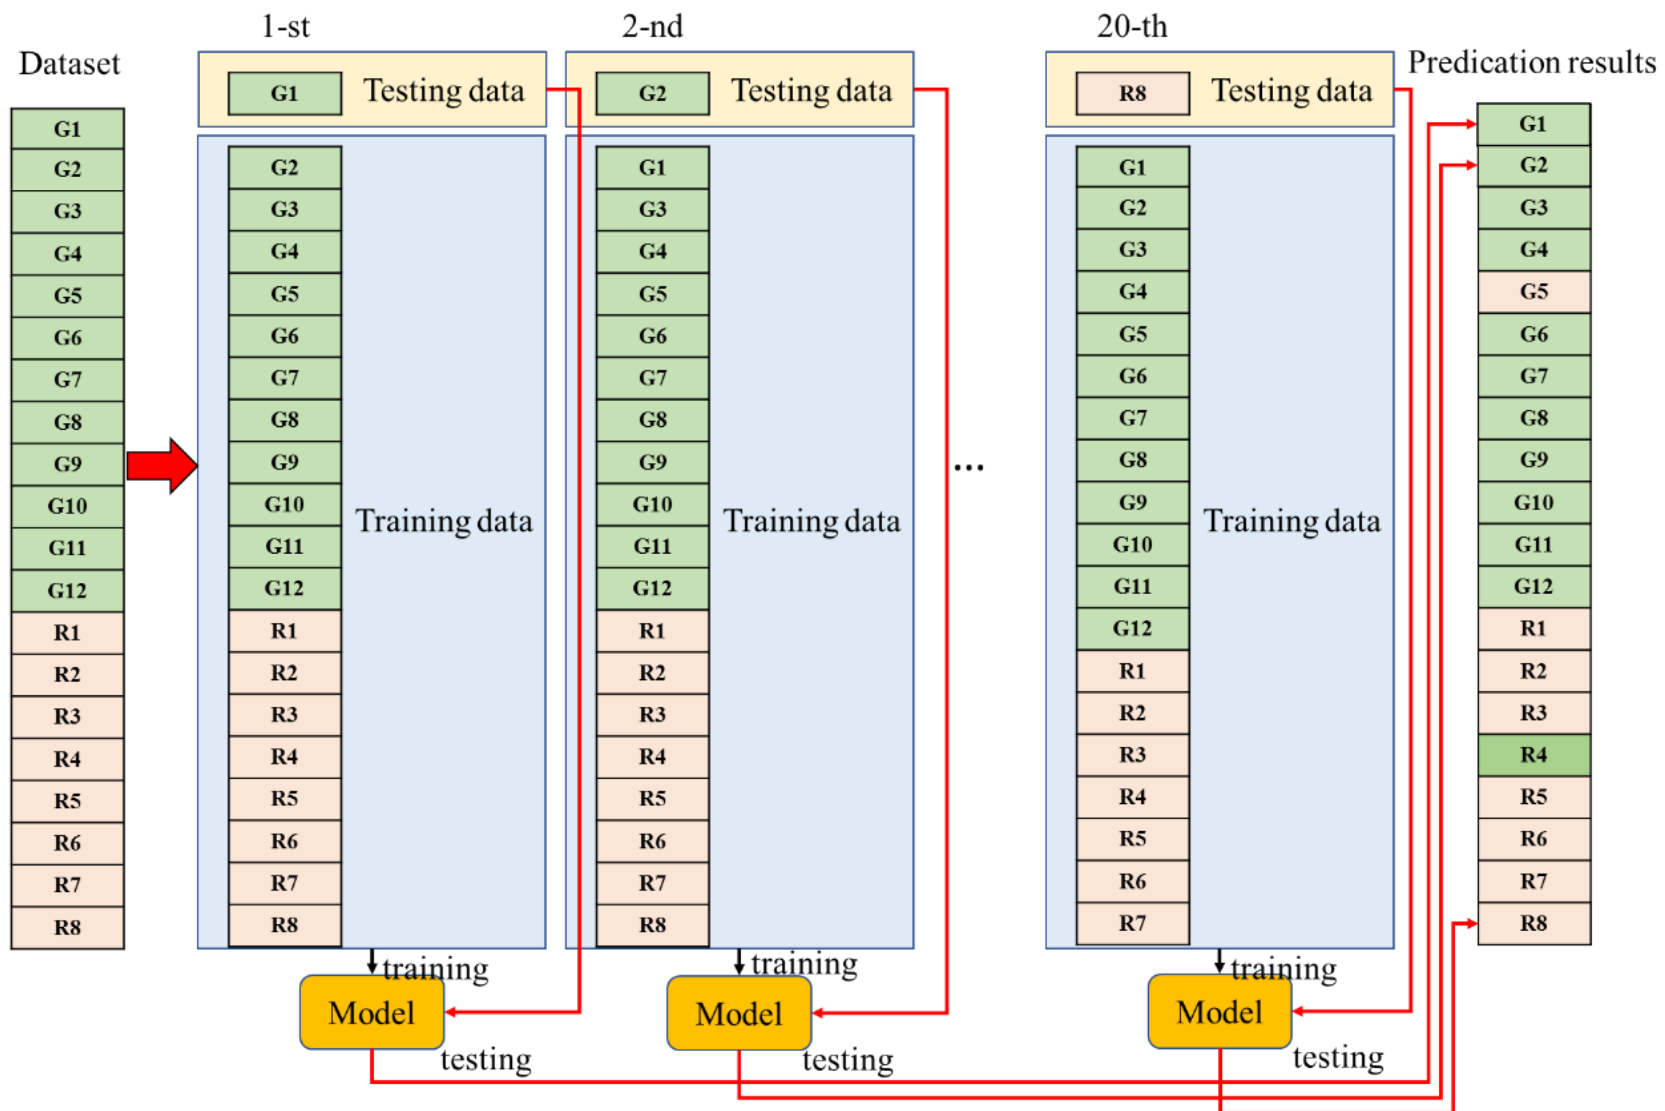 Dataset
G1
G2
G3
G4
G5
G6
G7
G8
G9
G10
G11
G12
R1
R2
R3
R4
R5
R6
R7
R8
1-st
G1 Testing data
G2
G3
G4
G5
G6
G7
G8
G9
G10
G11
G12
R1
R2
R3
R4
R5
R6
R7
R8
Training data
training
Model
testing
2-nd
G2 Testing data
G1
G3
G4
G5
G6
G7
G8
G9
G10
G11
G12
R1
R2
R3
R4
R5
R6
R7
R8
Training data
training
Model
testing
...
20-th
R8 Testing data
G1
G2
G3
G4
G5
G6
G7
G8
G9
G10
G11
G12
R1
R2
R3
R4
R5
R6
R7
Training data
training
Model
testing
Predication results
G1
G2
G3
G4
G5
G6
G7
G8
G9
G10
G11
G12
R1
R2
R3
R4
R5
R6
R7
R8